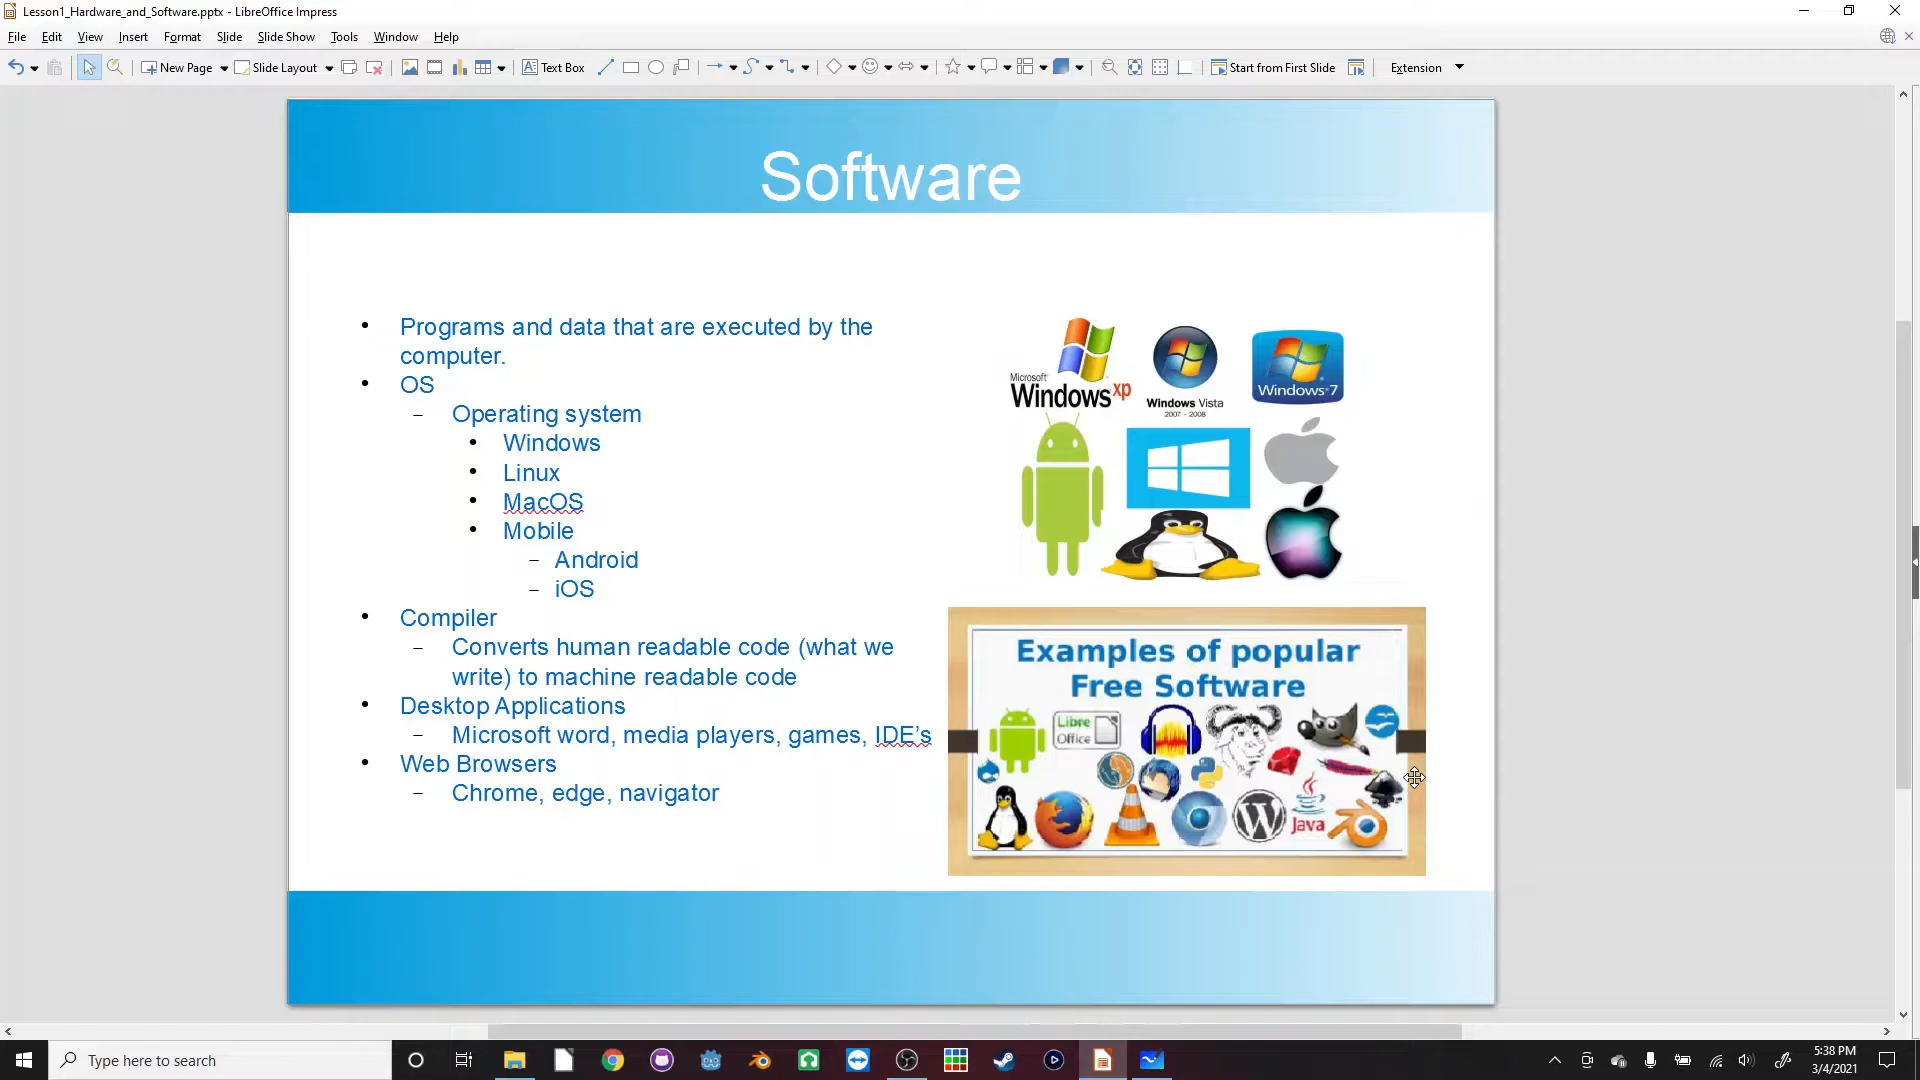 Lesson1_Hardware_and_Software.pptx - LibreOffice Impress
File Edit View Insert Format Slide Slide Show Tools Window Help
New Page Slide Layout Text Box Start from First Slide Extension
Software
• Programs and data that are executed by the
computer.
• OS
– Operating system
• Windows
• Linux
• MacOS
• Mobile
– Android
– iOS
• Compiler
– Converts human readable code (what we
write) to machine readable code
• Desktop Applications
– Microsoft word, media players, games, IDE’s
• Web Browsers
– Chrome, edge, navigator
Microsoft
Windows xp
Windows Vista
2007 - 2008
Windows 7
Examples of popular
Free Software
Libre
Office
Java
Type here to search
5:38 PM
3/4/2021